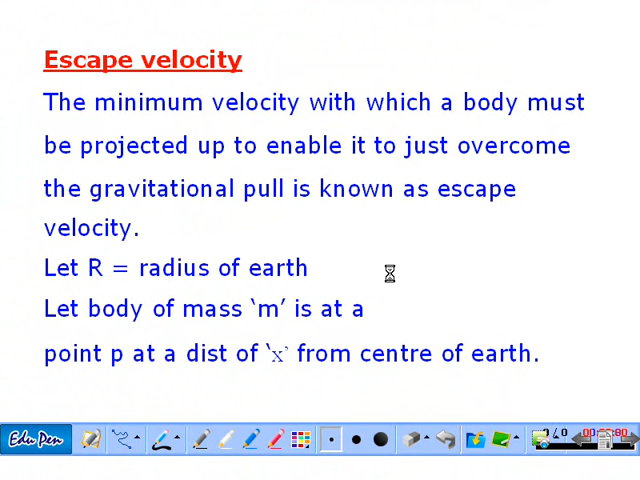 Escape velocity
The minimum velocity with which a body must
be projected up to enable it to just overcome
the gravitational pull is known as escape
velocity.
Let R = radius of earth
Let body of mass ‘m’ is at a
point p at a dist of ‘x’ from centre of earth.
Edu Pen
0 / 0